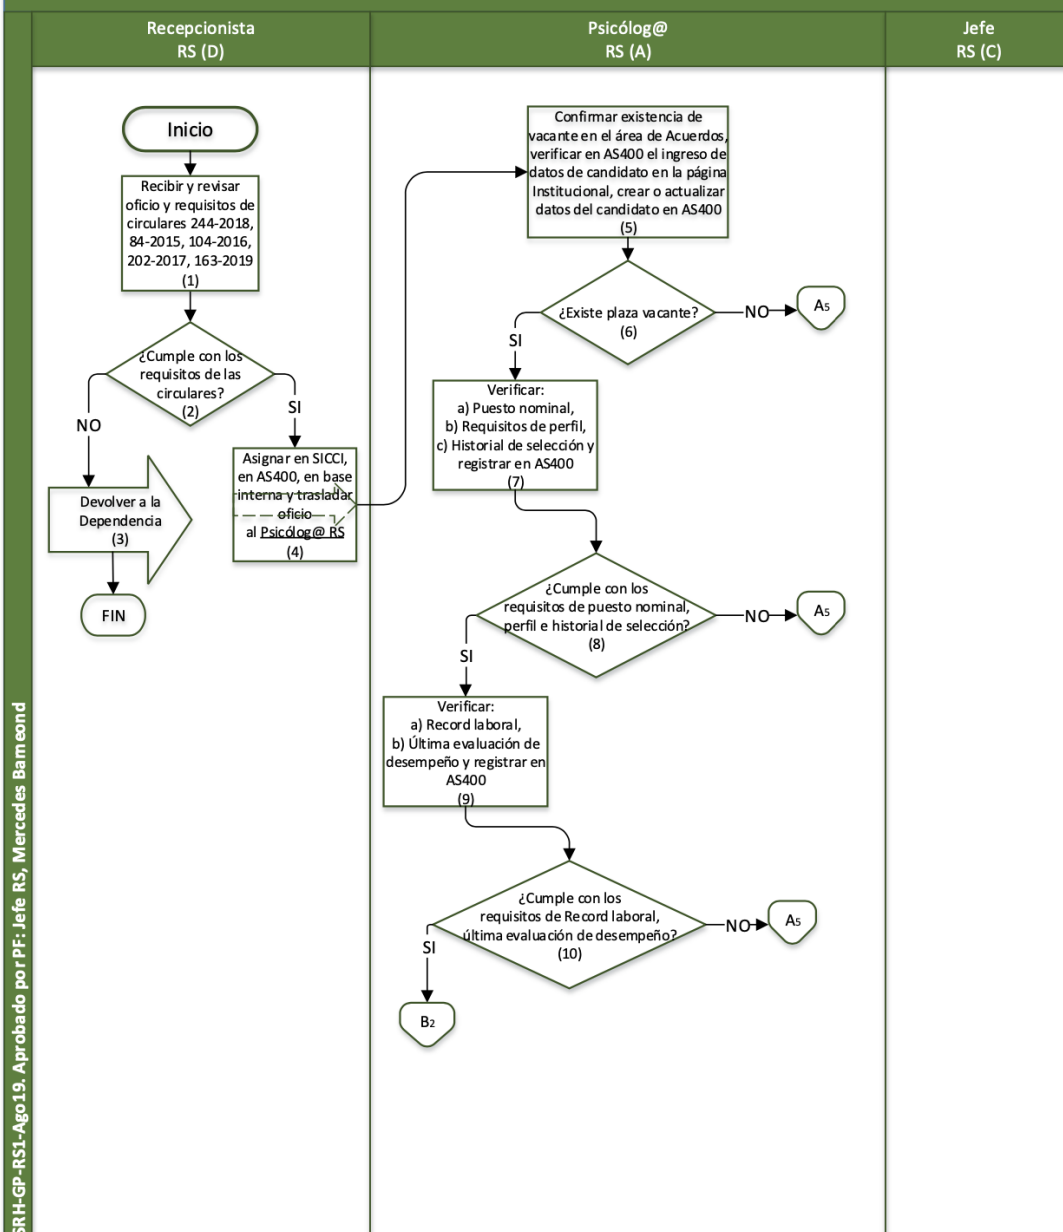 Recepcionista
RS (D)
Psicólog@
RS (A)
Jefe
RS (C)
Inicio
Recibir y revisar
oficio y requisitos de
circulares 244-2018,
84-2015, 104-2016,
202-2017, 163-2019
(1)
¿Cumple con los
requisitos de las
circulares?
(2)
NO
SI
Devolver a la
Dependencia
(3)
FIN
Asignar en SICCI,
en AS400, en base
interna y trasladar
oficio
al Psicólog@ RS
(4)
Confirmar existencia de
vacante en el área de Acuerdos,
verificar en AS400 el ingreso de
datos de candidato en la página
Institucional, crear o actualizar
datos del candidato en AS400
(5)
¿Existe plaza vacante?
(6)
NO
A5
SI
Verificar:
a) Puesto nominal,
b) Requisitos de perfil,
c) Historial de selección y
registrar en AS400
(7)
¿Cumple con los
requisitos de puesto nominal,
perfil e historial de selección?
(8)
NO
A5
SI
Verificar:
a) Record laboral,
b) Última evaluación de
desempeño y registrar en
AS400
(9)
¿Cumple con los
requisitos de Record laboral,
última evaluación de desempeño?
(10)
NO
A5
SI
B2
SRH-GP-RS1-Ago19. Aprobado por PF: Jefe RS, Mercedes Barneond